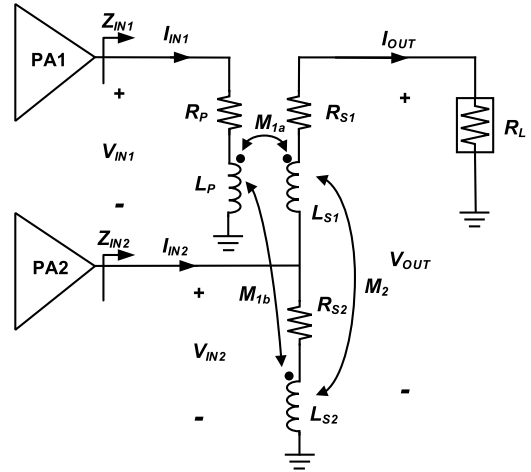 Z_IN1
I_IN1
I_OUT
PA1
+
R_P
M_1a
R_S1
+
R_L
V_IN1
L_P
L_S1
-
Z_IN2
I_IN2
V_OUT
PA2
+
M_1b
R_S2
M_2
V_IN2
-
L_S2
-